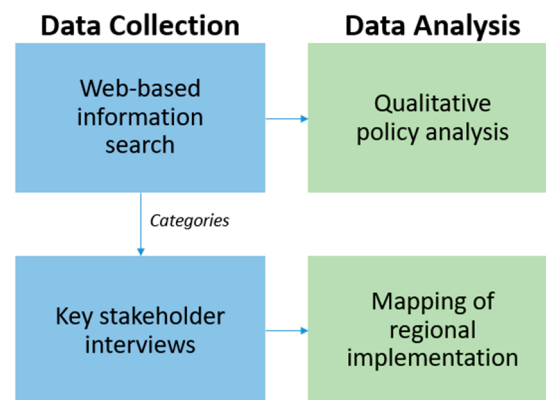 Data Collection
Data Analysis
Web-based
information
search
Qualitative
policy analysis
Categories
Key stakeholder
interviews
Mapping of
regional
implementation